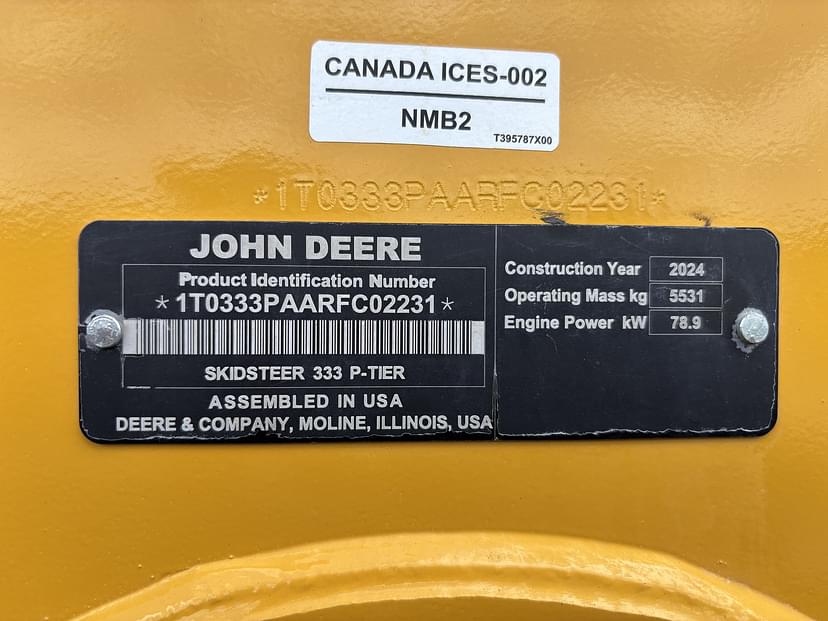 CANADA ICES-002
NMB2
T395787X00
*1T0333PAARFC02231*
JOHN DEERE
Product Identification Number
*1T0333PAARFC02231*
SKIDSTEER 333 P-TIER
ASSEMBLED IN USA
DEERE & COMPANY, MOLINE, ILLINOIS, USA
Construction Year 2024
Operating Mass kg 5531
Engine Power kW 78.9